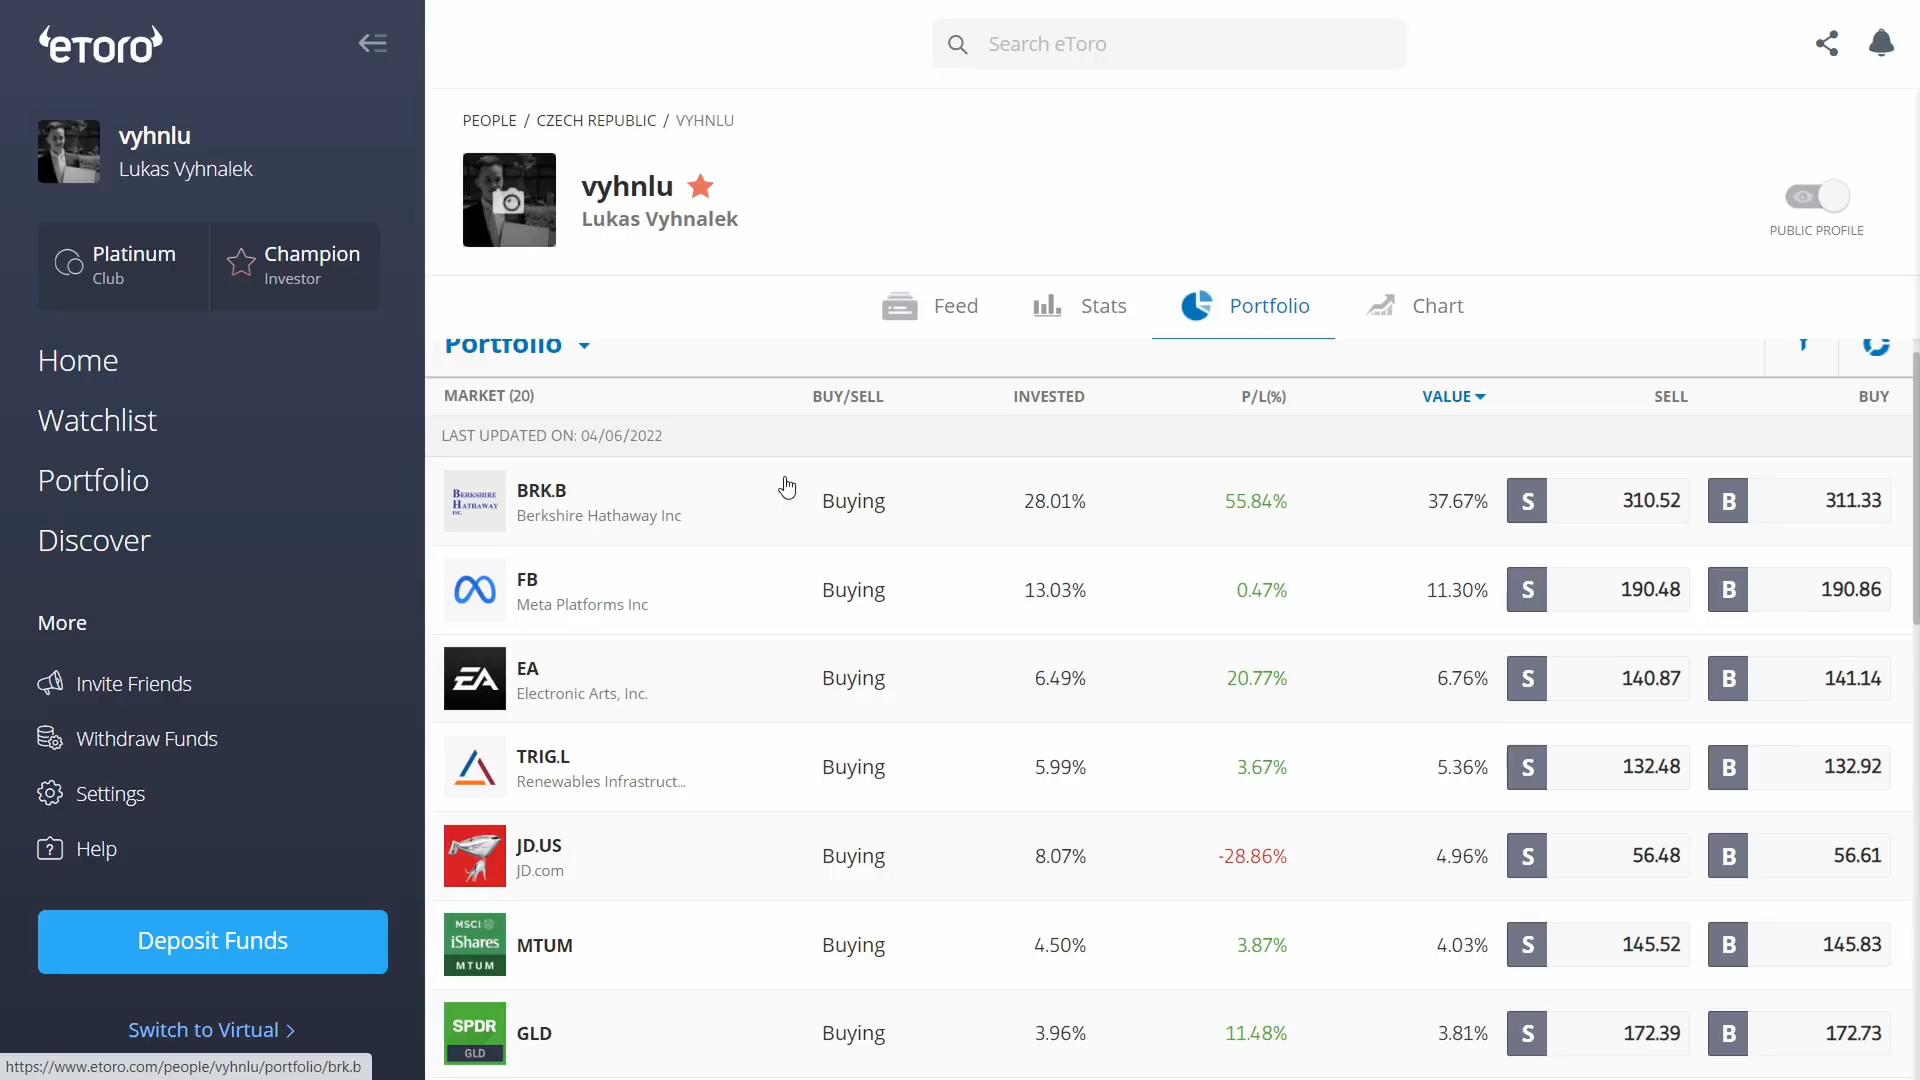 eToro
Search eToro
vyhnlu
Lukas Vyhnalek
Platinum
Club
Champion
Investor
Home
Watchlist
Portfolio
Discover
More
Invite Friends
Withdraw Funds
Settings
Help
Deposit Funds
Switch to Virtual >
https://www.etoro.com/people/vyhnlu/portfolio/brk.b
PEOPLE / CZECH REPUBLIC / VYHNLU
vyhnlu
Lukas Vyhnalek
PUBLIC PROFILE
Feed Stats Portfolio Chart
Portfolio
MARKET (20) BUY/SELL INVESTED P/L(%) VALUE SELL BUY
LAST UPDATED ON: 04/06/2022
BERKSHIRE
HATHAWAY
INC.
BRK.B
Berkshire Hathaway Inc
Buying 28.01% 55.84% 37.67% S 310.52 B 311.33
FB
Meta Platforms Inc
Buying 13.03% 0.47% 11.30% S 190.48 B 190.86
EA
EA
Electronic Arts, Inc.
Buying 6.49% 20.77% 6.76% S 140.87 B 141.14
TRIG.L
Renewables Infrastruct...
Buying 5.99% 3.67% 5.36% S 132.48 B 132.92
JD.US
JD.com
Buying 8.07% -28.86% 4.96% S 56.48 B 56.61
MSCI
iShares
MTUM
MTUM
Buying 4.50% 3.87% 4.03% S 145.52 B 145.83
SPDR
GLD
GLD
Buying 3.96% 11.48% 3.81% S 172.39 B 172.73